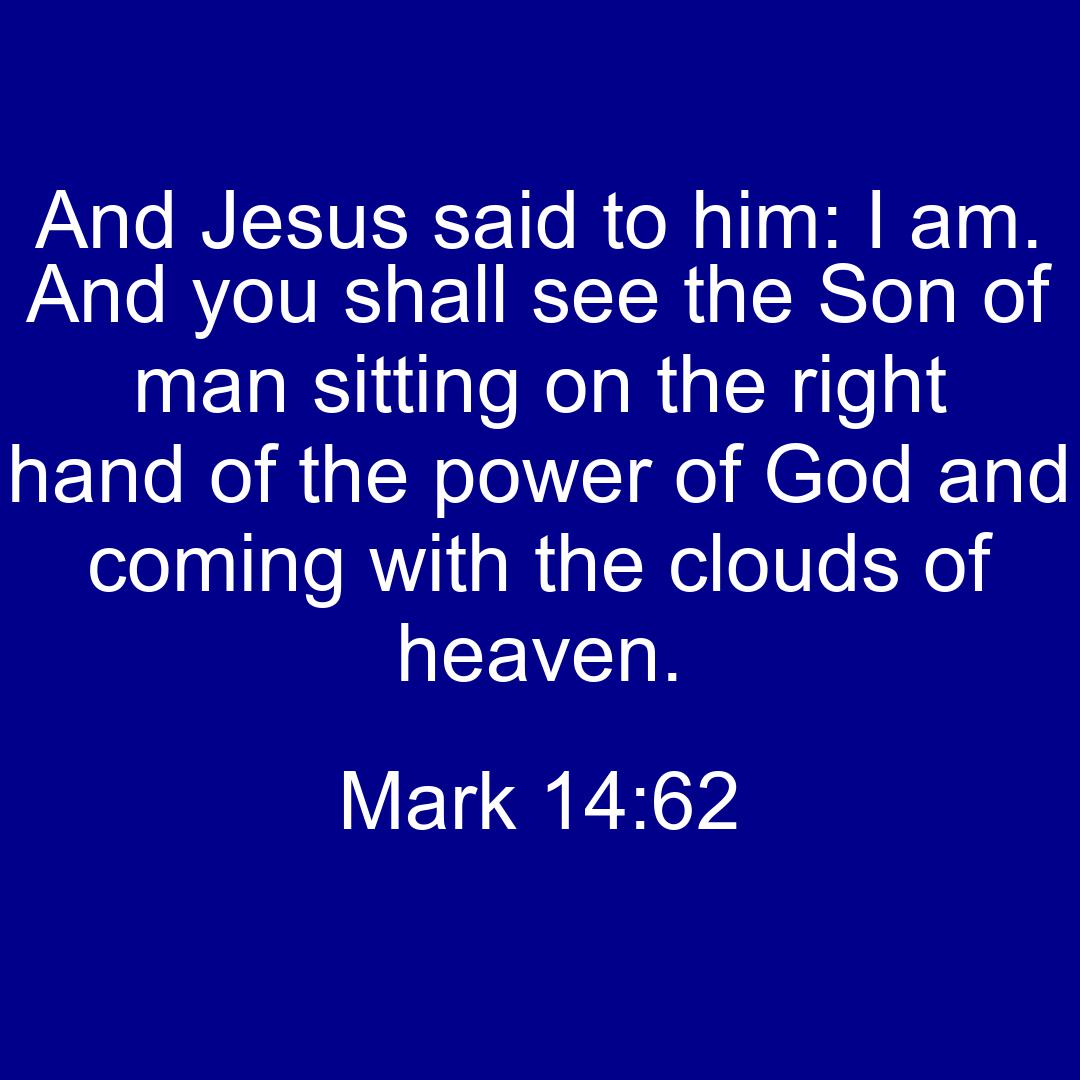 And Jesus said to him: I am.
And you shall see the Son of
man sitting on the right
hand of the power of God and
coming with the clouds of
heaven.
Mark 14:62